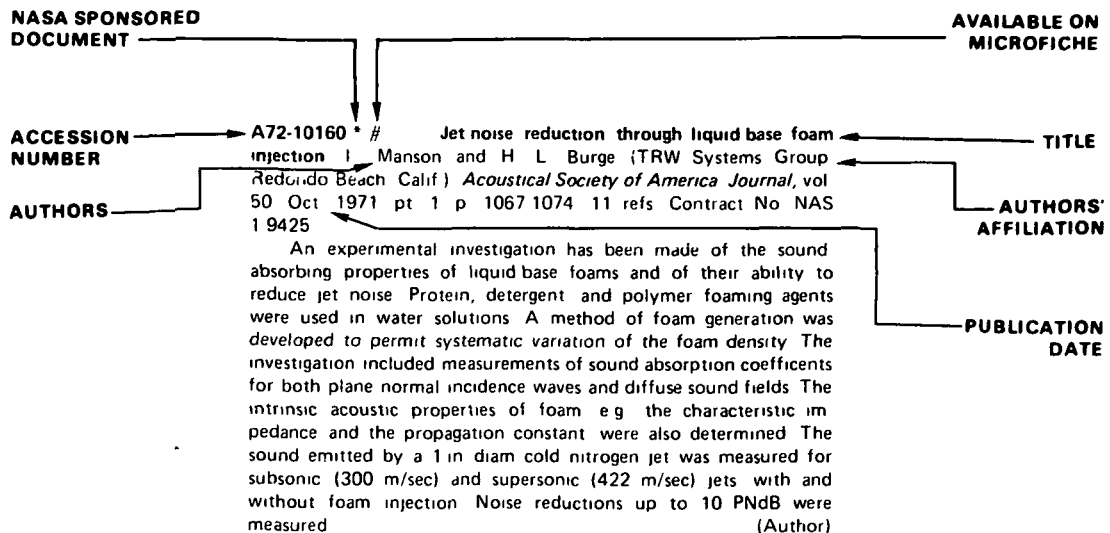 NASA SPONSORED
DOCUMENT
AVAILABLE ON
MICROFICHE
ACCESSION
NUMBER
AUTHORS
A72-10160 * # Jet noise reduction through liquid base foam
injection I Manson and H L Burge (TRW Systems Group
Redondo Beach Calif ) Acoustical Society of America Journal, vol
50 Oct 1971 pt 1 p 1067 1074 11 refs Contract No NAS
1 9425
An experimental investigation has been made of the sound
absorbing properties of liquid base foams and of their ability to
reduce jet noise Protein, detergent and polymer foaming agents
were used in water solutions A method of foam generation was
developed to permit systematic variation of the foam density The
investigation included measurements of sound absorption coefficents
for both plane normal incidence waves and diffuse sound fields The
intrinsic acoustic properties of foam e g the characteristic im
pedance and the propagation constant were also determined The
sound emitted by a 1 in diam cold nitrogen jet was measured for
subsonic (300 m/sec) and supersonic (422 m/sec) jets with and
without foam injection Noise reductions up to 10 PNdB were
measured (Author)
TITLE
AUTHORS'
AFFILIATION
PUBLICATION
DATE